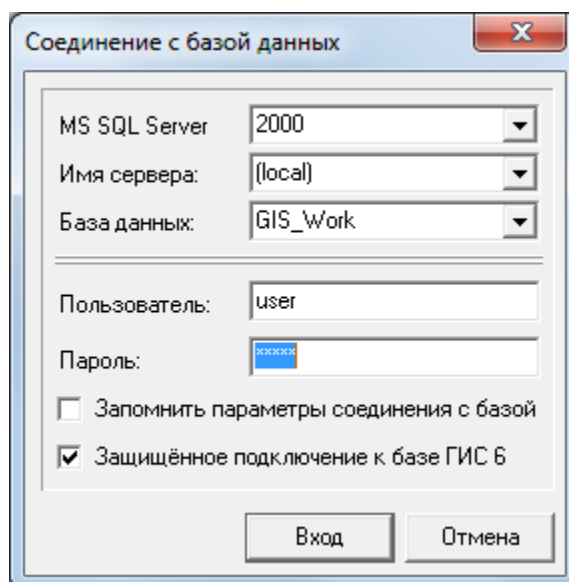 Соединение с базой данных
MS SQL Server 2000
Имя сервера: (local)
База данных: GIS_Work
Пользователь: user
Пароль: *****
Запомнить параметры соединения с базой
Защищённое подключение к базе ГИС 6
Вход Отмена